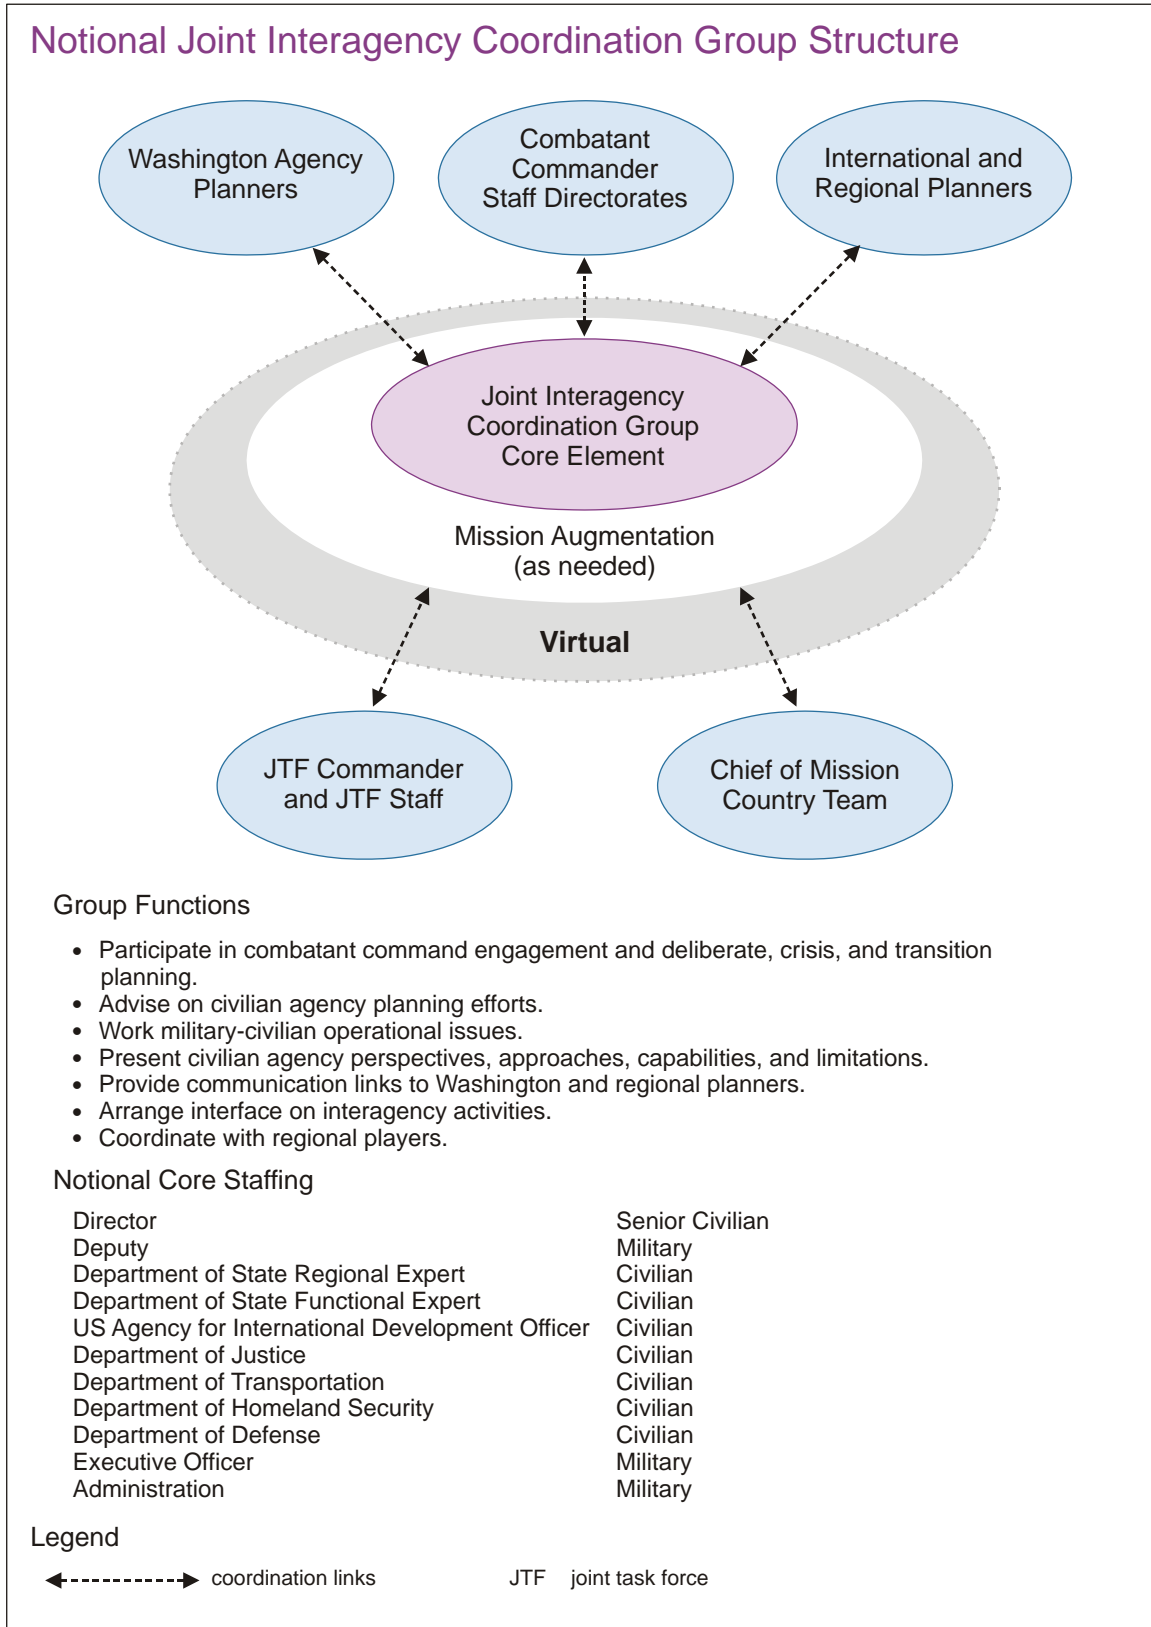 Notional Joint Interagency Coordination Group Structure
Washington Agency
Planners
Combatant
Commander
Staff Directorates
International and
Regional Planners
Joint Interagency
Coordination Group
Core Element
Mission Augmentation
(as needed)
Virtual
JTF Commander
and JTF Staff
Chief of Mission
Country Team
Group Functions
• Participate in combatant command engagement and deliberate, crisis, and transition
planning.
• Advise on civilian agency planning efforts.
• Work military-civilian operational issues.
• Present civilian agency perspectives, approaches, capabilities, and limitations.
• Provide communication links to Washington and regional planners.
• Arrange interface on interagency activities.
• Coordinate with regional players.
Notional Core Staffing
Director Senior Civilian
Deputy Military
Department of State Regional Expert Civilian
Department of State Functional Expert Civilian
US Agency for International Development Officer Civilian
Department of Justice Civilian
Department of Transportation Civilian
Department of Homeland Security Civilian
Department of Defense Civilian
Executive Officer Military
Administration Military
Legend
coordination links JTF joint task force